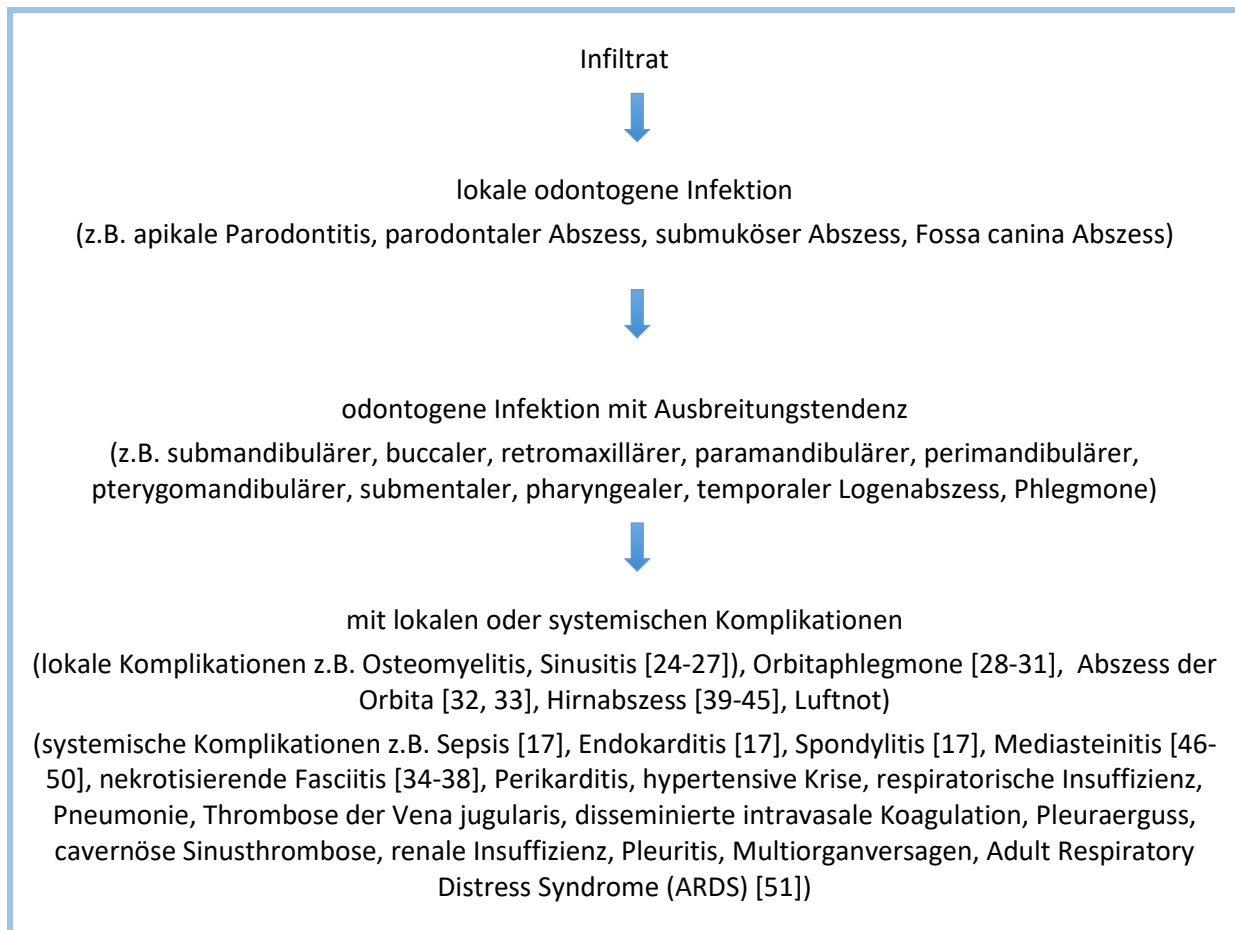 Infiltrat
lokale odontogene Infektion
(z.B. apikale Parodontitis, parodontaler Abszess, submuköser Abszess, Fossa canina Abszess)
odontogene Infektion mit Ausbreitungstendenz
(z.B. submandibulärer, buccaler, retromaxillärer, paramandibulärer, perimandibulärer,
pterygomandibulärer, submentaler, pharyngealer, temporaler Logenabszess, Phlegmone)
mit lokalen oder systemischen Komplikationen
(lokale Komplikationen z.B. Osteomyelitis, Sinusitis [24-27]), Orbitaphlegmone [28-31], Abszess der
Orbita [32, 33], Hirnabszess [39-45], Luftnot)
(systemische Komplikationen z.B. Sepsis [17], Endokarditis [17], Spondylitis [17], Mediasteinitis [46-
50], nekrotisierende Fasciitis [34-38], Perikarditis, hypertensive Krise, respiratorische Insuffizienz,
Pneumonie, Thrombose der Vena jugularis, disseminierte intravasale Koagulation, Pleuraerguss,
cavernöse Sinusthrombose, renale Insuffizienz, Pleuritis, Multiorganversagen, Adult Respiratory
Distress Syndrome (ARDS) [51])